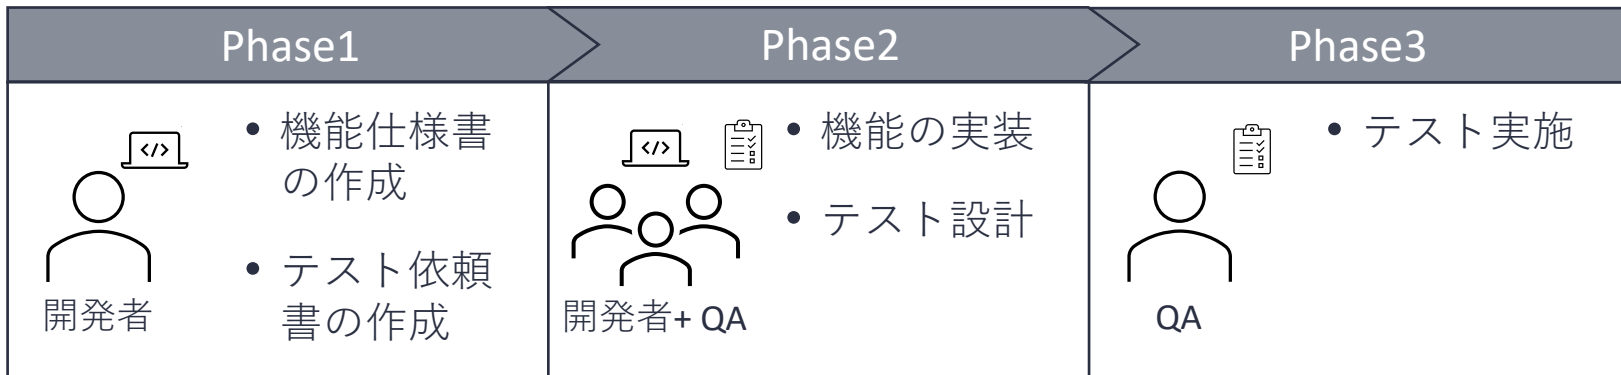 Phase1
Phase2
Phase3
</>
• 機能仕様書
の作成
• テスト依頼
書の作成
開発者
</>
• 機能の実装
• テスト設計
開発者+ QA
• テスト実施
QA